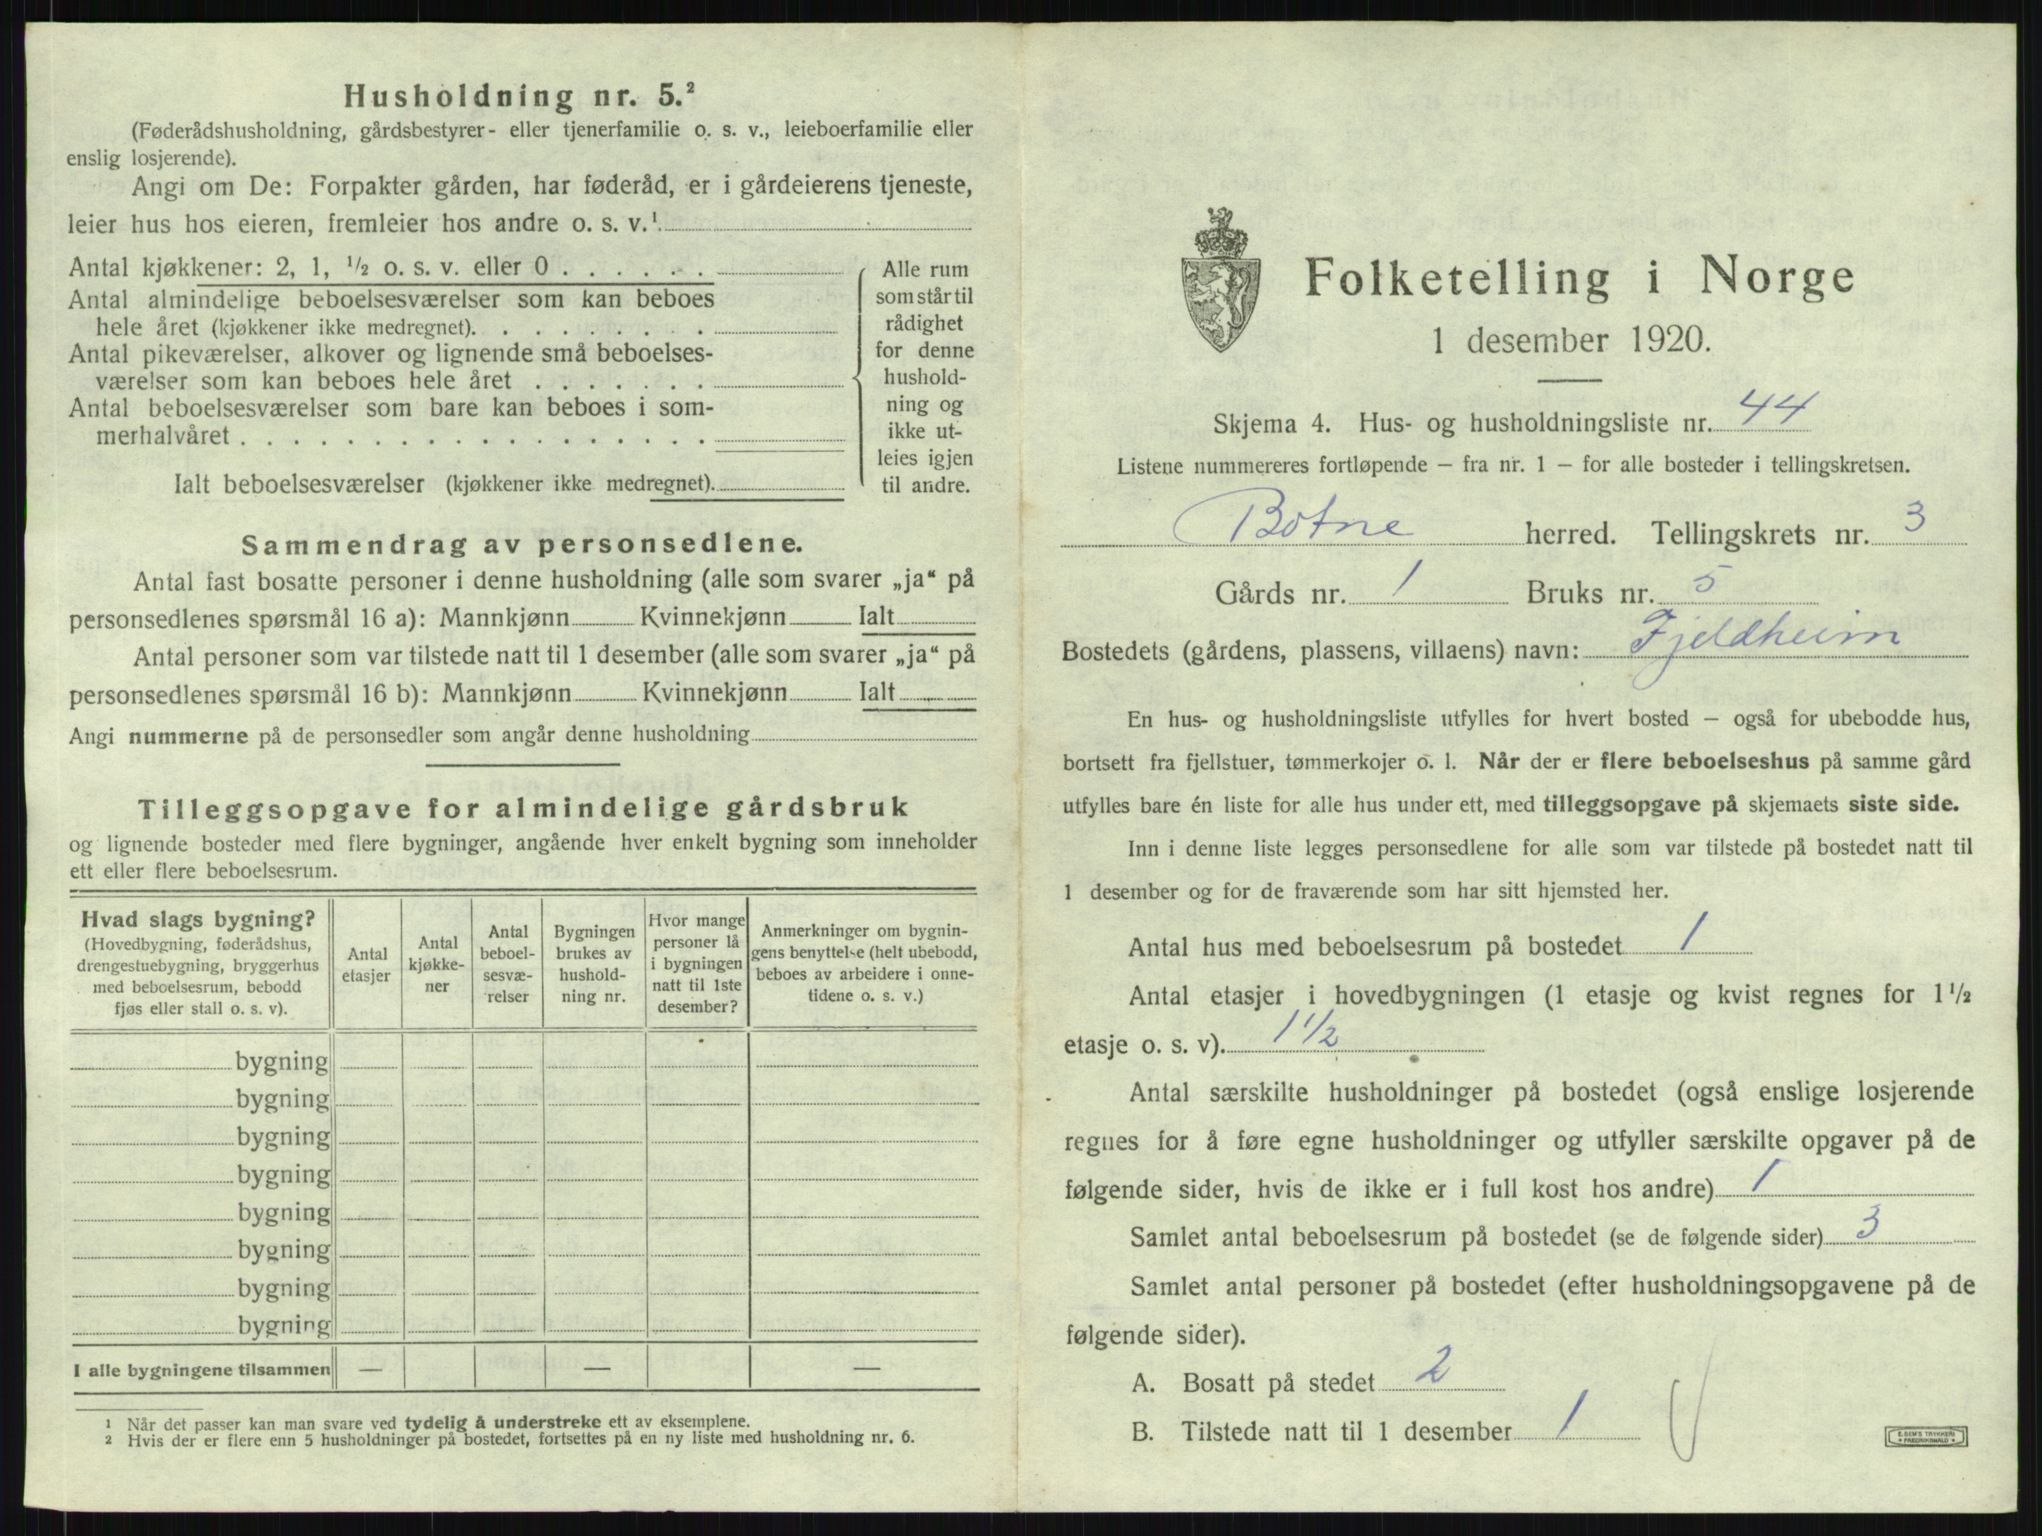 Husholdning nr. 5.²
(Føderådshusholdning, gårdsbestyrer- eller tjenerfamilie o. s. v., leieboerfamilie eller
enslig losjerende).
Angi om De: Forpakter gården, har føderåd, er i gårdeierens tjeneste,
leier hus hos eieren, fremleier hos andre o. s. v.¹
Antal kjøkkener: 2, 1, ½ o. s. v. eller 0 . . . . . .
Antal almindelige beboelsesværelser som kan beboes
hele året (kjøkkener ikke medregnet). . . . . . . . .
Antal pikeværelser, alkover og lignende små beboelses-
værelser som kan beboes hele året . . . . . . .
Antal beboelsesværelser som bare kan beboes i som-
merhalvåret . . . . . . . . . . . . . . . . . .
Ialt beboelsesværelser (kjøkkener ikke medregnet).
Alle rum
som står til
rådighet
for denne
hushold-
ning og
ikke ut-
leies igjen
til andre.
Sammendrag av personsedlene.
Antal fast bosatte personer i denne husholdning (alle som svarer „ja“ på
personsedlenes spørsmål 16 a): Mannkjønn Kvinnekjønn Ialt
Antal personer som var tilstede natt til 1 desember (alle som svarer „ja“ på
personsedlenes spørsmål 16 b): Mannkjønn Kvinnekjønn Ialt
Angi nummerne på de personsedler som angår denne husholdning
Tilleggsopgave for almindelige gårdsbruk
og lignende bosteder med flere bygninger, angående hver enkelt bygning som inneholder
ett eller flere beboelsesrum.
Hvad slags bygning?
(Hovedbygning, føderådshus,
drengestuebygning, bryggerhus
med beboelsesrum, bebodd
fjøs eller stall o. s. v).
Antal
etasjer
Antal
kjøkke-
ner
Antal
beboel-
sesvæ-
relser
Bygningen
brukes av
hushold-
ning nr.
Hvor mange
personer lå
i bygningen
natt til 1ste
desember?
Anmerkninger om bygnin-
gens benyttelse (helt ubebodd,
beboes av arbeidere i onne-
tidene o. s. v.)
bygning
bygning
bygning
bygning
bygning
bygning
bygning
bygning
I alle bygningene tilsammen — — —
¹ Når det passer kan man svare ved tydelig å understreke ett av eksemplene.
² Hvis der er flere enn 5 husholdninger på bostedet, fortsettes på en ny liste med husholdning nr. 6.
Folketelling i Norge
1 desember 1920.
Skjema 4. Hus- og husholdningsliste nr. 44
Listene nummereres fortløpende – fra nr. 1 – for alle bosteder i tellingskretsen.
Botne herred. Tellingskrets nr. 3
Gårds nr. 1 Bruks nr. 5
Bostedets (gårdens, plassens, villaens) navn: Fjeldheim
En hus- og husholdningsliste utfylles for hvert bosted – også for ubebodde hus,
bortsett fra fjellstuer, tømmerkojer o. l. Når der er flere beboelseshus på samme gård
utfylles bare én liste for alle hus under ett, med tilleggsopgave på skjemaets siste side.
Inn i denne liste legges personsedlene for alle som var tilstede på bostedet natt til
1 desember og for de fraværende som har sitt hjemsted her.
Antal hus med beboelsesrum på bostedet 1
Antal etasjer i hovedbygningen (1 etasje og kvist regnes for 1½
etasje o. s. v). 1½
Antal særskilte husholdninger på bostedet (også enslige losjerende
regnes for å føre egne husholdninger og utfyller særskilte opgaver på de
følgende sider, hvis de ikke er i full kost hos andre) 1
Samlet antal beboelsesrum på bostedet (se de følgende sider) 3
Samlet antal personer på bostedet (efter husholdningsopgavene på de
følgende sider).
A. Bosatt på stedet 2
B. Tilstede natt til 1 desember 1